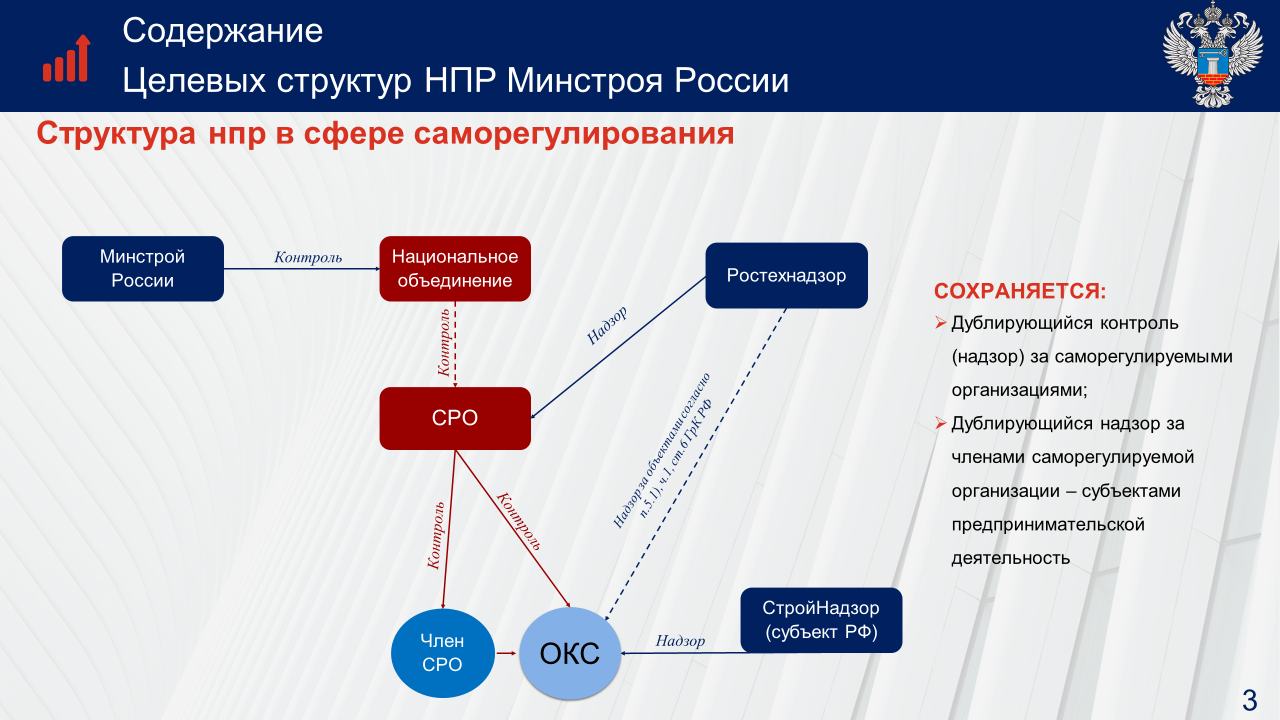 Содержание
Целевых структур НПР Минстроя России
Структура нпр в сфере саморегулирования
Минстрой
России
Контроль
Национальное
объединение
Ростехнадзор
Контроль
Надзор
СРО
Надзор за объектами согласно
п.5.1), ч.1, ст.6 ГрК РФ
Контроль
Контроль
Член
СРО
ОКС
Надзор
СтройНадзор
(субъект РФ)
СОХРАНЯЕТСЯ:
Дублирующийся контроль
(надзор) за саморегулируемыми
организациями;
Дублирующийся надзор за
членами саморегулируемой
организации – субъектами
предпринимательской
деятельность
3